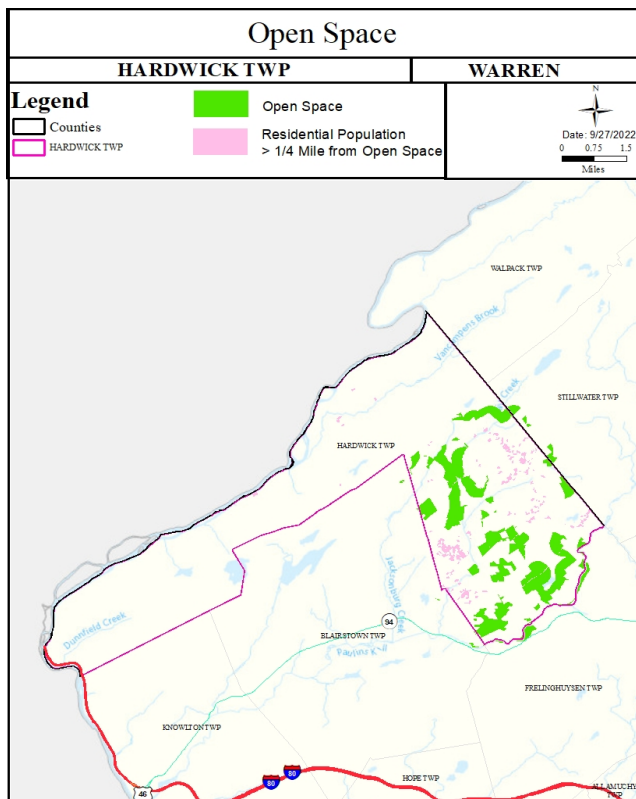 Open Space
HARDWICK TWP
WARREN
Legend
Counties
HARDWICK TWP
Open Space
Residential Population
> 1/4 Mile from Open Space
N
Date: 9/27/2022
0 0.75 1.5
Miles
WALPACK TWP
Vancampens Brook
Creek
STILLWATER TWP
HARDWICK TWP
Jacksonburg Creek
Dunnfield Creek
94
BLAIRSTOWN TWP
Paulins Kill
FRELINGHUYSEN TWP
KNOWLTON TWP
80
80
HOPE TWP
46
ALLAMUCHY
TWP